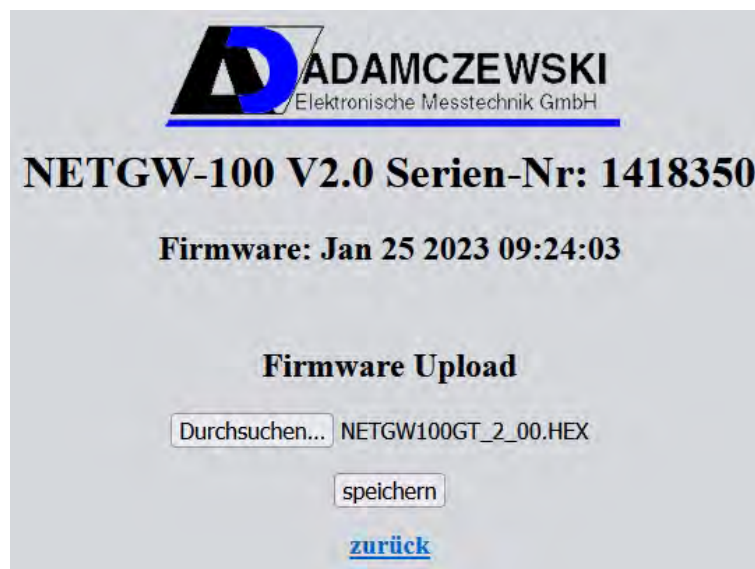 ADAMCZEWSKI
Elektronische Messtechnik GmbH
NETGW-100 V2.0 Serien-Nr: 1418350
Firmware: Jan 25 2023 09:24:03
Firmware Upload
Durchsuchen... NETGW100GT_2_00.HEX
speichern
zurück